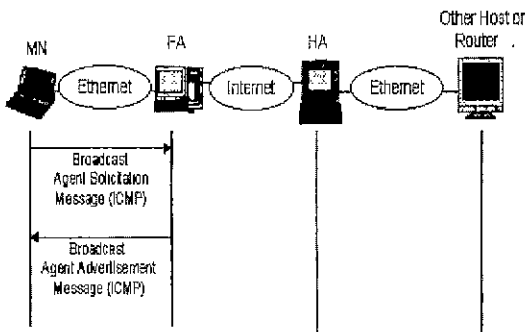 Other Host or
Router
MN
FA
HA
Ethernet
Internet
Ethernet
Broadcast
Agent Solicitation
Message (ICMP)
Broadcast
Agent Advertisement
Message (ICMP)